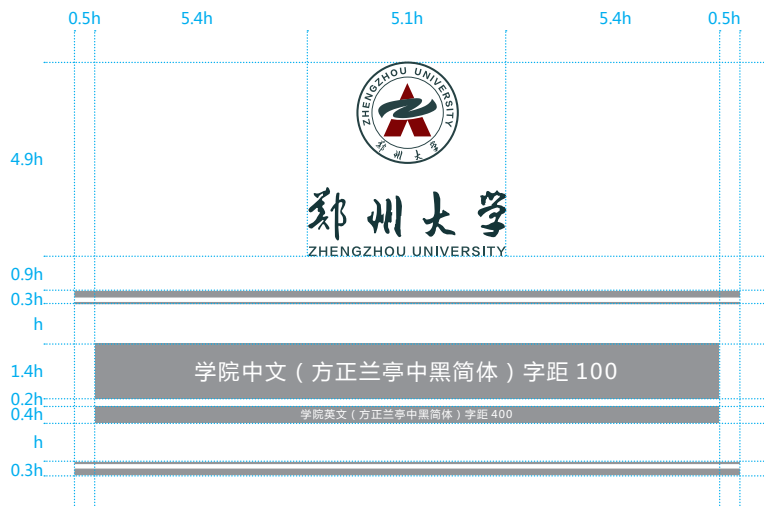 0.5h 5.4h 5.1h 5.4h 0.5h
ZHENGZHOU UNIVERSITY
郑州大学
4.9h
郑州大学
ZHENGZHOU UNIVERSITY
0.9h
0.3h
h
1.4h
学院中文（方正兰亭中黑简体）字距 100
0.2h
0.4h
学院英文（方正兰亭中黑简体）字距 400
h
0.3h